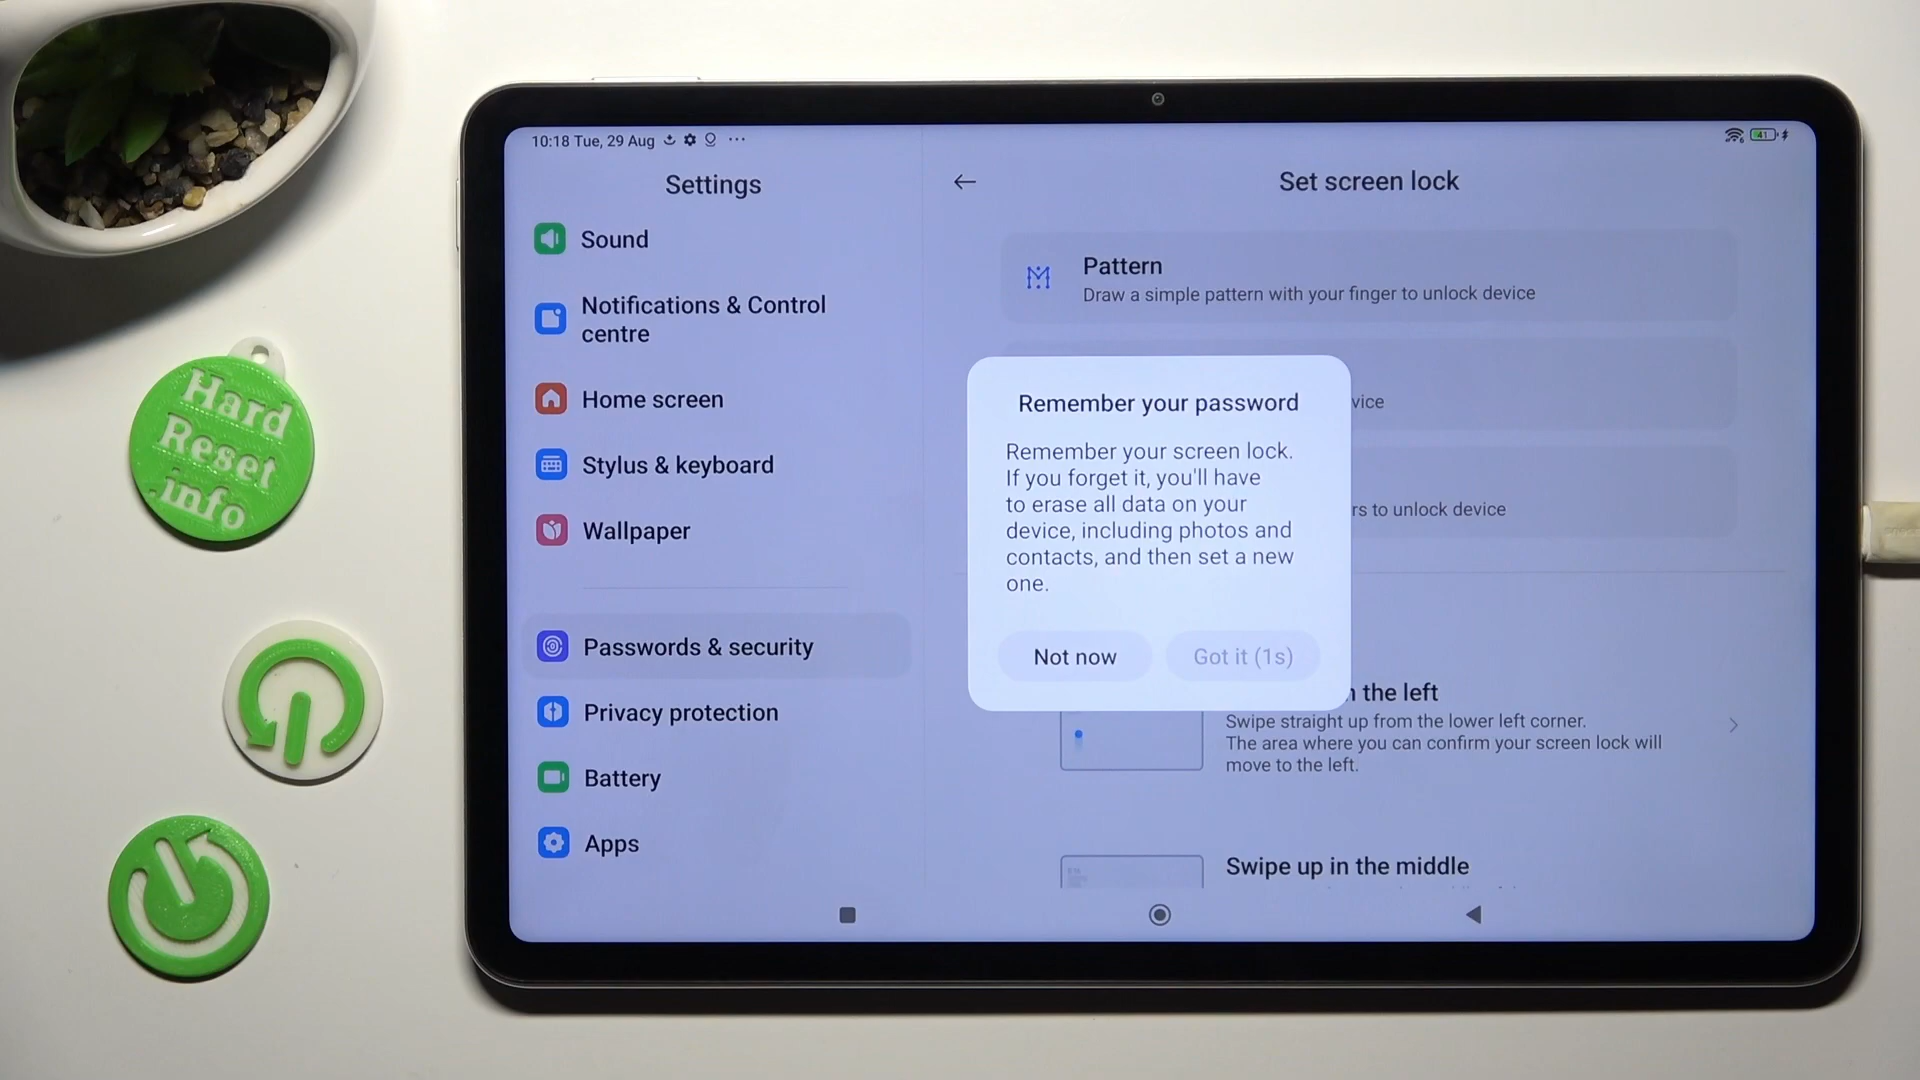 10:18 Tue, 29 Aug
41
Settings
Sound
Notifications & Control
centre
Home screen
Stylus & keyboard
Wallpaper
Passwords & security
Privacy protection
Battery
Apps
Set screen lock
Pattern
Draw a simple pattern with your finger to unlock device
vice
rs to unlock device
Remember your password
Remember your screen lock.
If you forget it, you'll have
to erase all data on your
device, including photos and
contacts, and then set a new
one.
Not now
Got it (1s)
the left
Swipe straight up from the lower left corner.
The area where you can confirm your screen lock will
move to the left.
Swipe up in the middle
Hard
Reset
.info